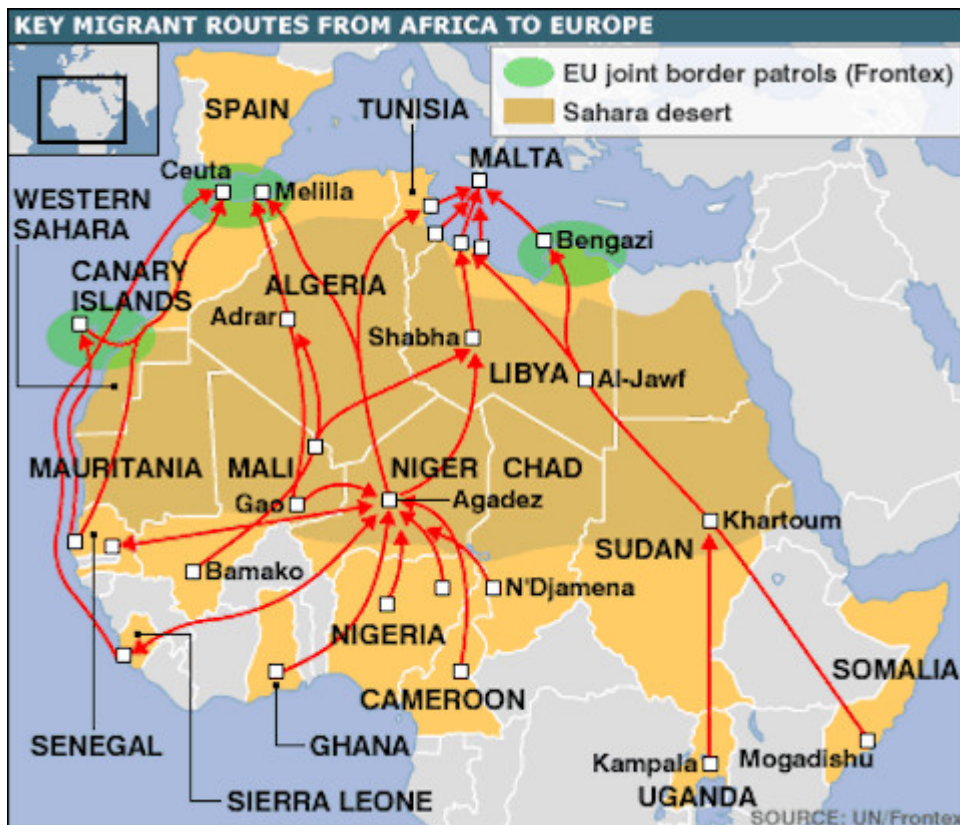 KEY MIGRANT ROUTES FROM AFRICA TO EUROPE
EU joint border patrols (Frontex)
Sahara desert
SPAIN
TUNISIA
MALTA
Ceuta
Melilla
WESTERN
SAHARA
Bengazi
CANARY
ISLANDS
ALGERIA
Adrar
Shabha
LIBYA
Al-Jawf
MAURITANIA
MALI
NIGER
CHAD
Gao
Agadez
Khartoum
SUDAN
Bamako
N'Djamena
NIGERIA
SOMALIA
CAMEROON
SENEGAL
GHANA
Kampala
Mogadishu
UGANDA
SIERRA LEONE
SOURCE: UN/Frontex